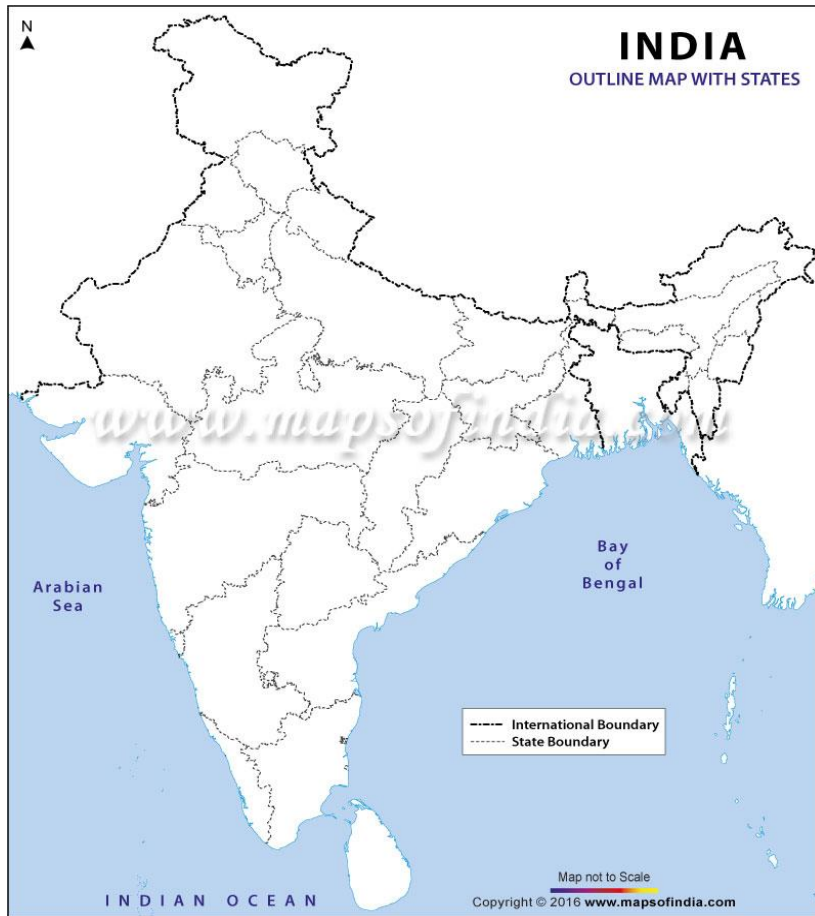 N
INDIA
OUTLINE MAP WITH STATES
www.mapsofindia.com
Arabian
Sea
Bay
of
Bengal
International Boundary
State Boundary
Map not to Scale
INDIAN OCEAN
Copyright © 2016 www.mapsofindia.com